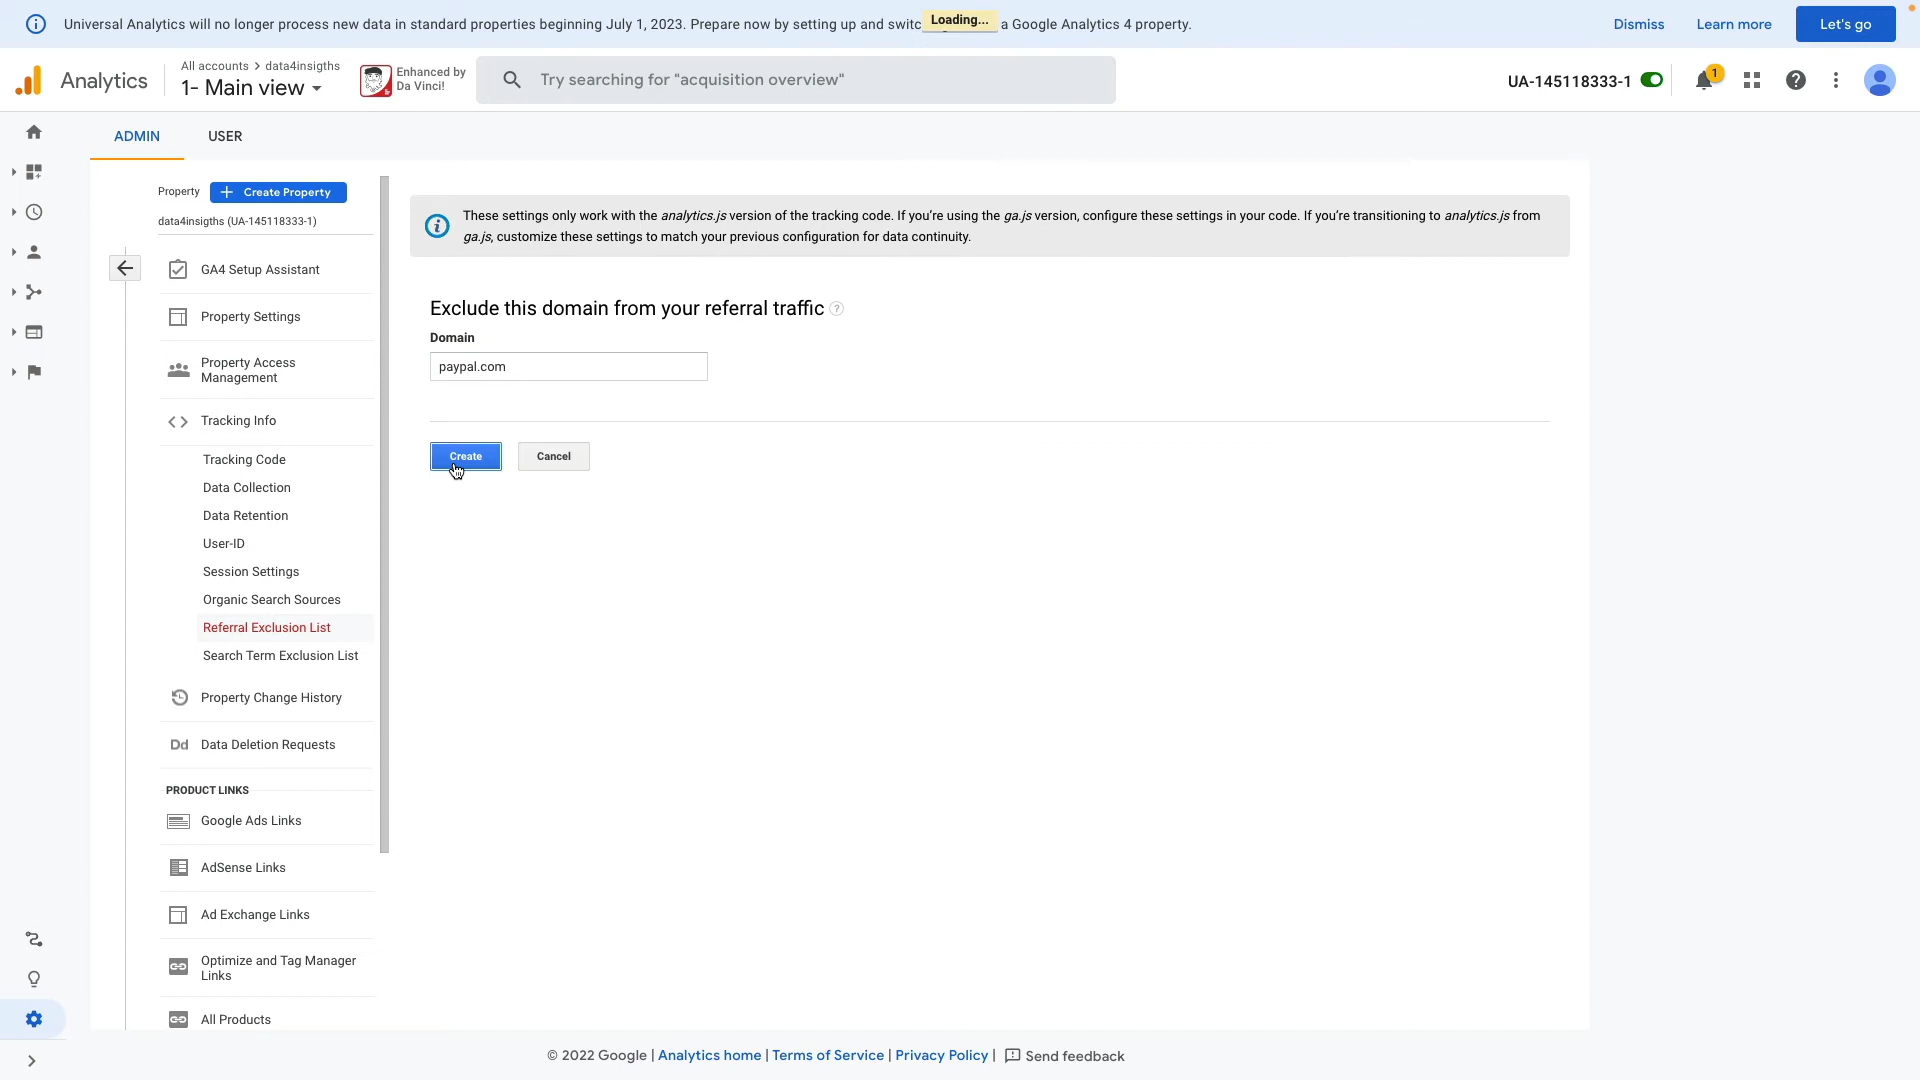 Universal Analytics will no longer process new data in standard properties beginning July 1, 2023. Prepare now by setting up and switc Loading... a Google Analytics 4 property.
Dismiss
Learn more
Let's go
Analytics
All accounts > data4insigths
1- Main view
Enhanced by
Da Vinci!
Try searching for "acquisition overview"
UA-145118333-1
1
ADMIN
USER
Property
+ Create Property
data4insigths (UA-145118333-1)
GA4 Setup Assistant
Property Settings
Property Access
Management
Tracking Info
Tracking Code
Data Collection
Data Retention
User-ID
Session Settings
Organic Search Sources
Referral Exclusion List
Search Term Exclusion List
Property Change History
Dd Data Deletion Requests
PRODUCT LINKS
Google Ads Links
AdSense Links
Ad Exchange Links
Optimize and Tag Manager
Links
All Products
These settings only work with the analytics.js version of the tracking code. If you're using the ga.js version, configure these settings in your code. If you're transitioning to analytics.js from
ga.js, customize these settings to match your previous configuration for data continuity.
Exclude this domain from your referral traffic ?
Domain
paypal.com
Create
Cancel
© 2022 Google | Analytics home | Terms of Service | Privacy Policy | Send feedback